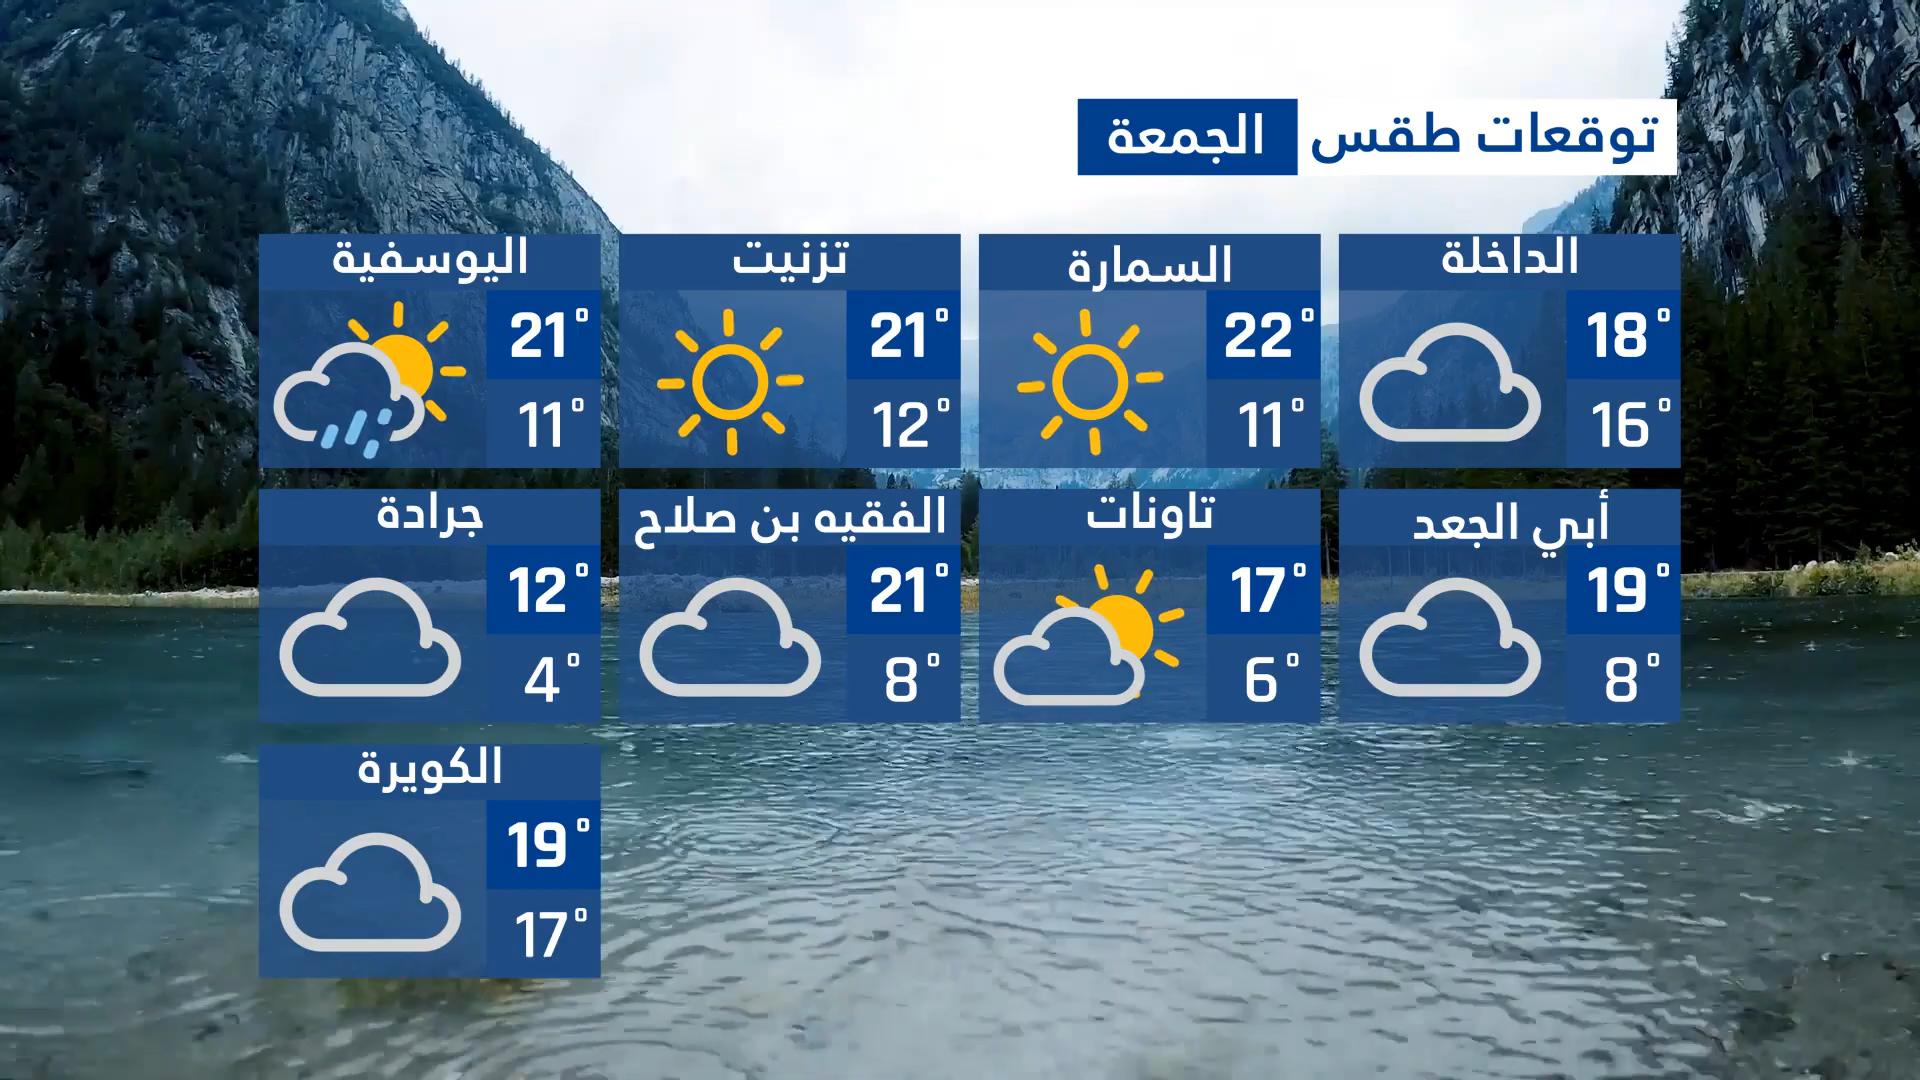 توقعات طقس الجمعة
الداخلة
18°
16°
السمارة
22°
11°
تزنيت
21°
12°
اليوسفية
21°
11°
أبي الجعد
19°
8°
تاونات
17°
6°
الفقيه بن صلاح
21°
8°
جرادة
12°
4°
الكويرة
19°
17°